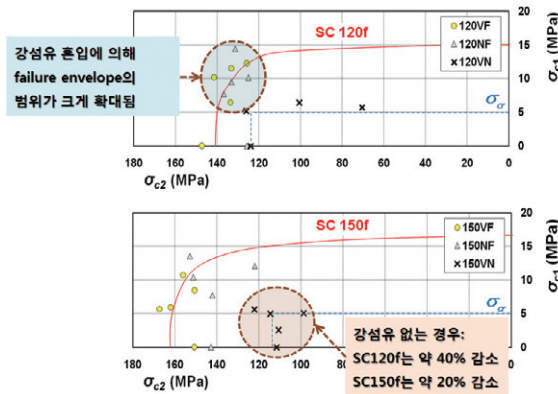 SC 120f
강섬유 혼입에 의해
failure envelope의
범위가 크게 확대됨
120VF
120NF
120VN
σcr
20
15
10
5
0
σc1 (MPa)
180 160 140 120 100 80 60 40 20 0
σc2 (MPa)
SC 150f
150VF
150NF
150VN
σcr
20
15
10
5
0
σc1 (MPa)
강섬유 없는 경우:
SC120f는 약 40% 감소
SC150f는 약 20% 감소
180 160 140 120 100 80 60 40 20 0
σc2 (MPa)